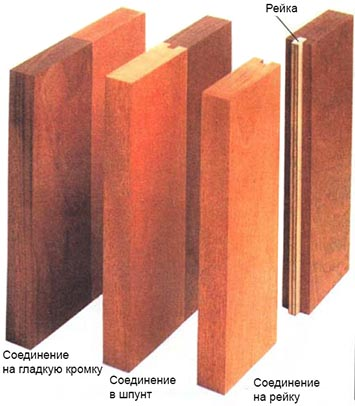 Рейка
Соединение
на гладкую кромку
Соединение
в шпунт
Соединение
на рейку